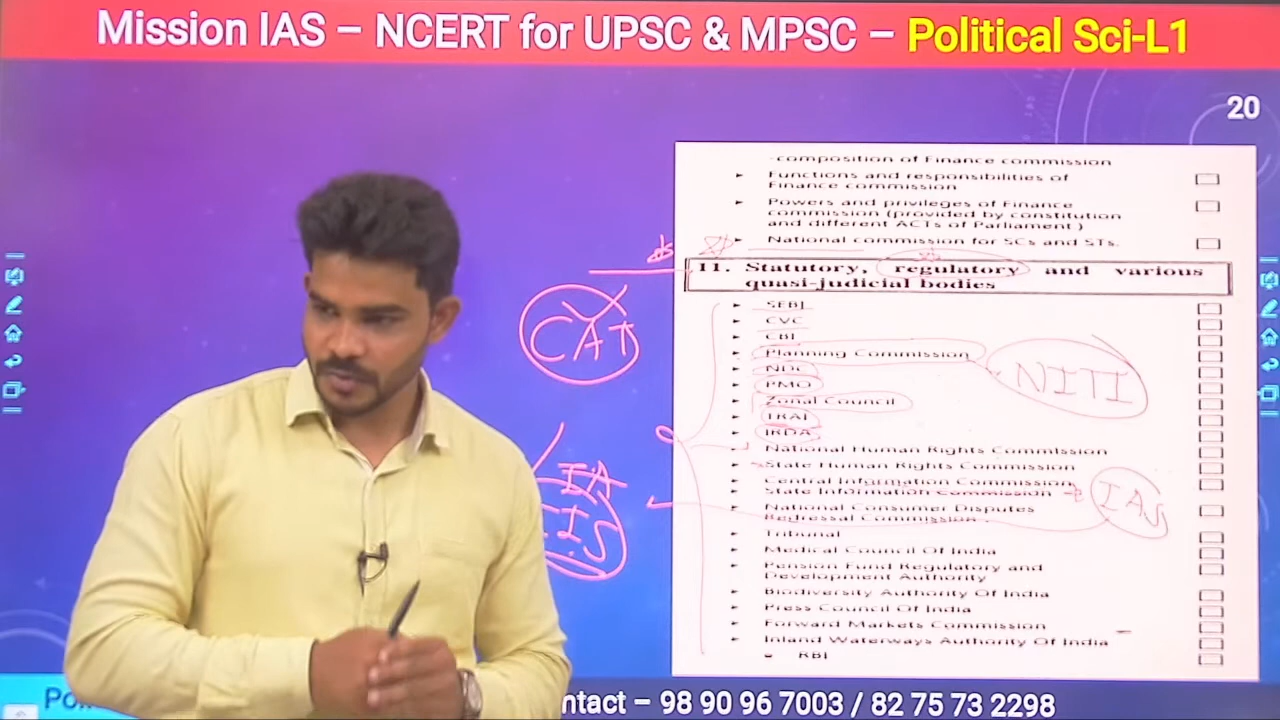 Mission IAS – NCERT for UPSC & MPSC – Political Sci-L1
20
composition of Finance commission
Functions and responsibilities of
Finance commission
Powers and privileges of Finance
commission (provided by constitution
and different ACTs of Parliament)
National commission for SCs and STs.
11. Statutory, regulatory and various
quasi-judicial bodies
SEBI
CVC
CBI
Planning Commission
NDC
PMO
Zonal Council
TRAI
IRDA
National Human Rights Commission
State Human Rights Commission
Central Information Commission
State Information Commission
National Consumer Disputes
Redressal Commission.
Tribunal
Medical Council Of India
Pension Fund Regulatory and
Development Authority
Biodiversity Authority Of India
Press Council Of India
Forward Markets Commission
Inland Waterways Authority Of India
RBI
CAT
NITI
IAS
ntact – 98 90 96 7003 / 82 75 73 2298